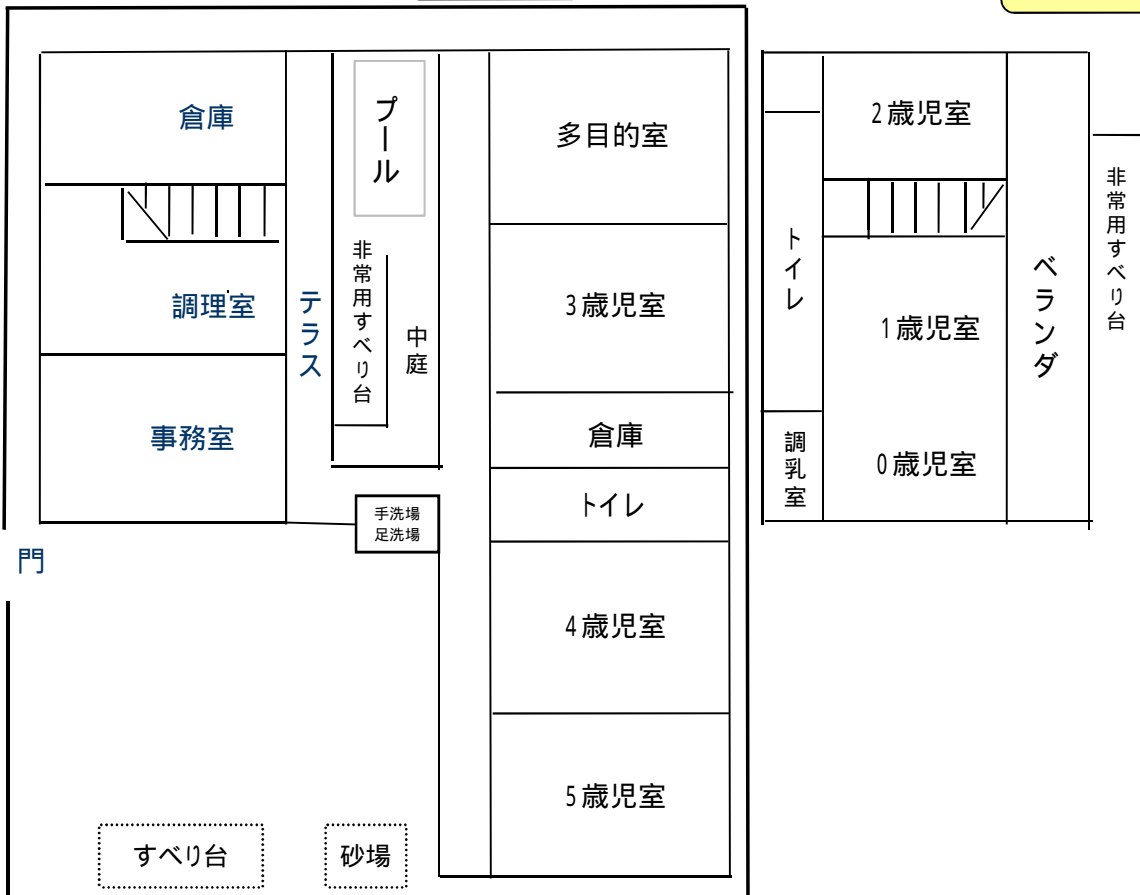 倉庫
調理室
事務室
門
テラス
プール
非常用すべり台
中庭
手洗場
足洗場
多目的室
3歳児室
倉庫
トイレ
4歳児室
5歳児室
すべり台
砂場
2歳児室
トイレ
1歳児室
調乳室
0歳児室
ベランダ
非常用すべり台